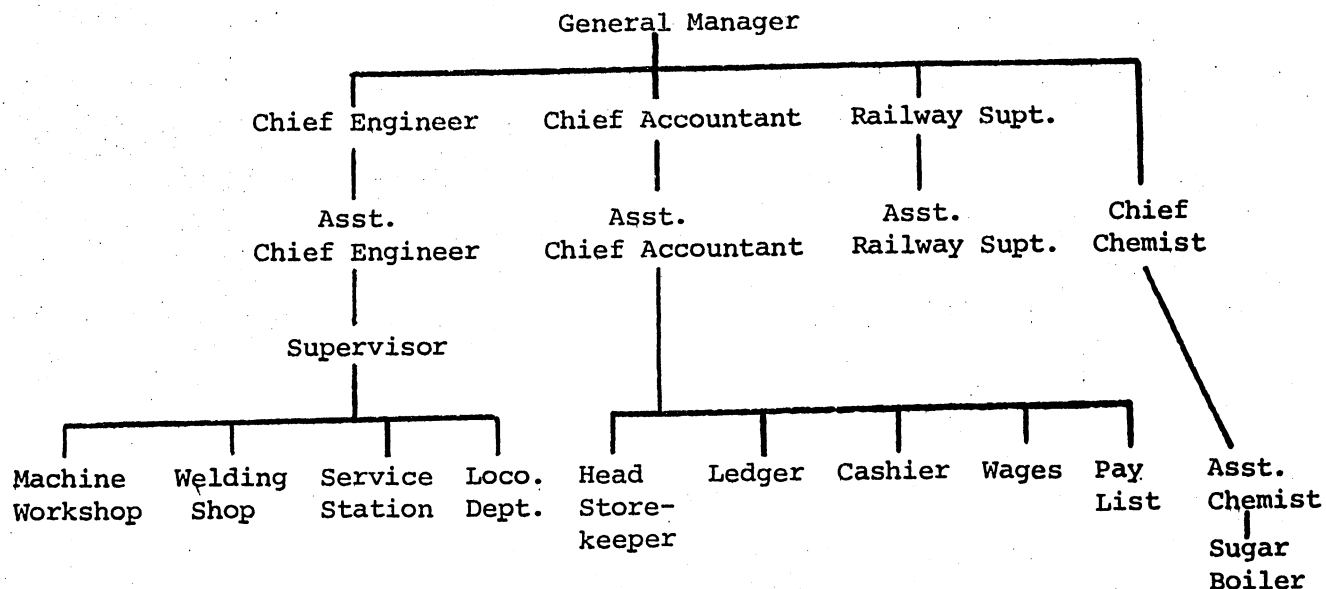 General Manager
Chief Engineer
Chief Accountant
Railway Supt.
Asst.
Chief Engineer
Asst.
Chief Accountant
Asst.
Railway Supt.
Chief
Chemist
Supervisor
Machine
Workshop
Welding
Shop
Service
Station
Loco.
Dept.
Head
Store-
keeper
Ledger
Cashier
Wages
Pay
List
Asst.
Chemist
Sugar
Boiler